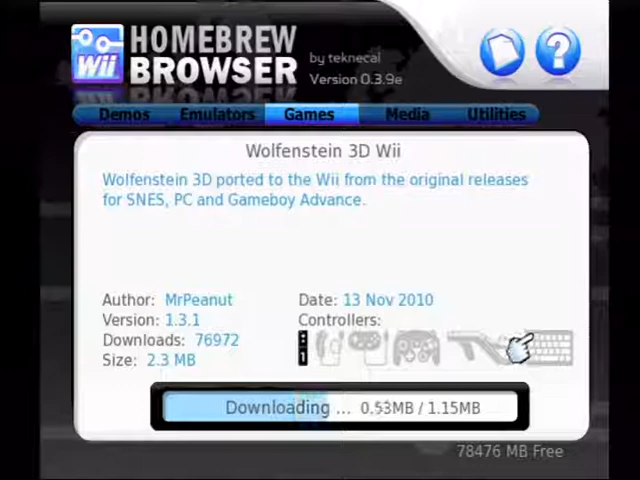 HOMEBREW
BROWSER
Wii
by teknecal
Version 0.3.9e
?
Demos Emulators Games Media Utilities
Wolfenstein 3D Wii
Wolfenstein 3D ported to the Wii from the original releases
for SNES, PC and Gameboy Advance.
Author: MrPeanut
Version: 1.3.1
Downloads: 76972
Size: 2.3 MB
Date: 13 Nov 2010
Controllers:
1
Downloading ... 0.53MB / 1.15MB
78476 MB Free